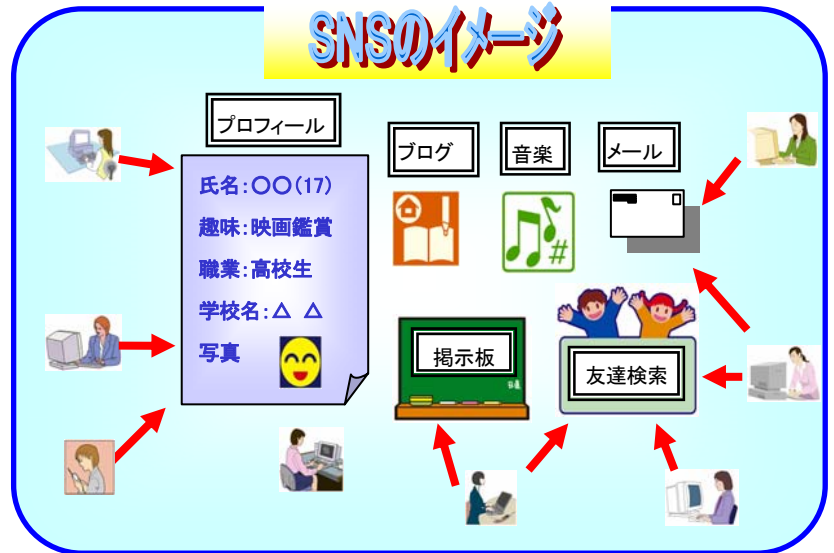 SNSのイメージ
プロフィール
ブログ
音楽
メール
氏名:〇〇(17)
趣味:映画鑑賞
職業:高校生
学校名:△ △
写真
掲示板
友達検索